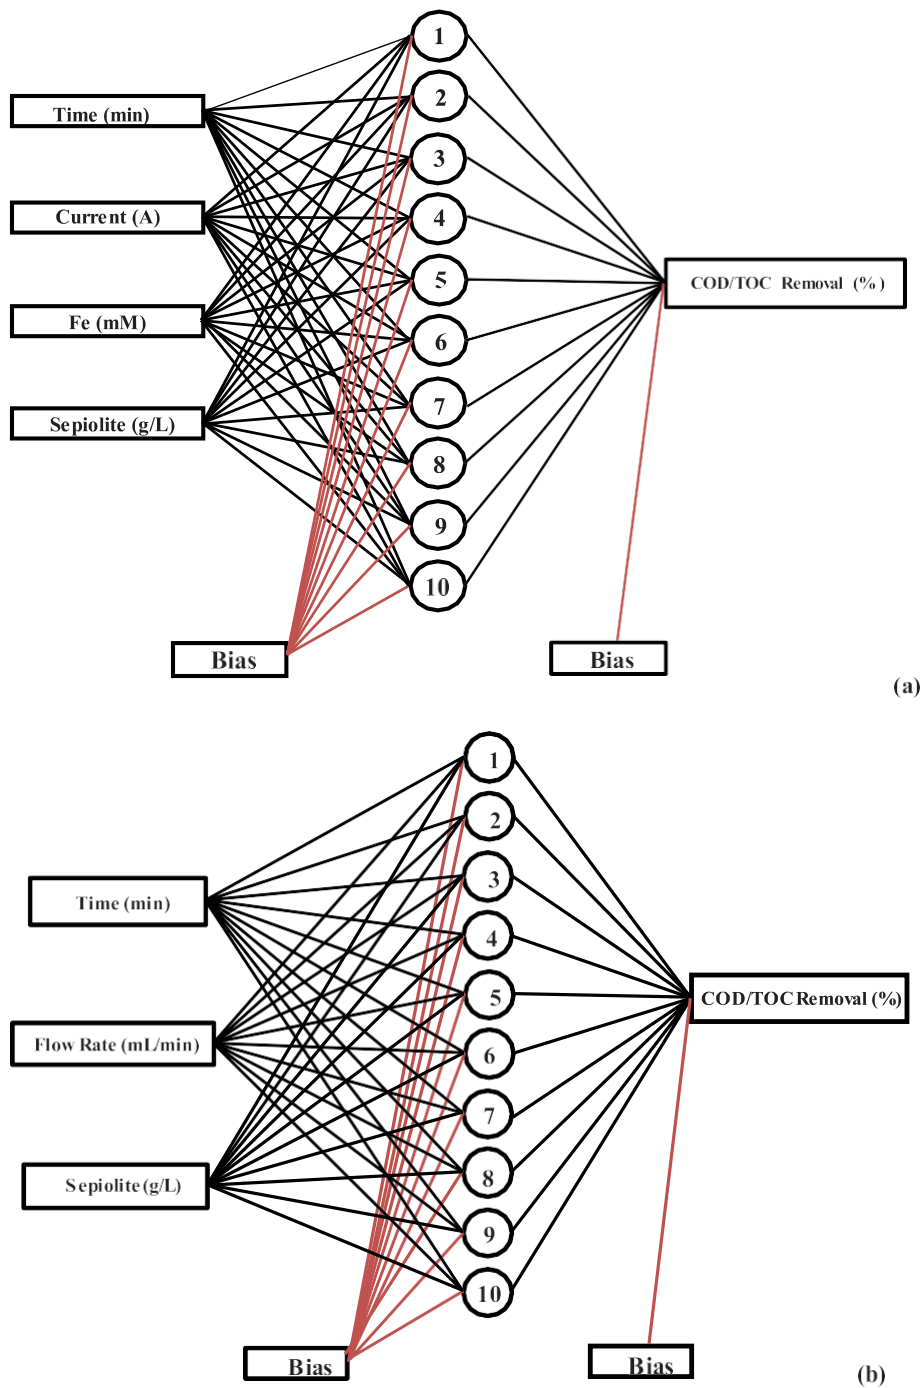 1
2
Time (min)
3
Current (A)
4
5
COD/TOC Removal (%)
Fe (mM)
6
7
Sepiolite (g/L)
8
9
10
Bias
Bias
(a)
1
2
3
Time (min)
4
5
COD/TOC Removal (%)
Flow Rate (mL/min)
6
7
8
Sepiolite (g/L)
9
10
Bias
Bias
(b)